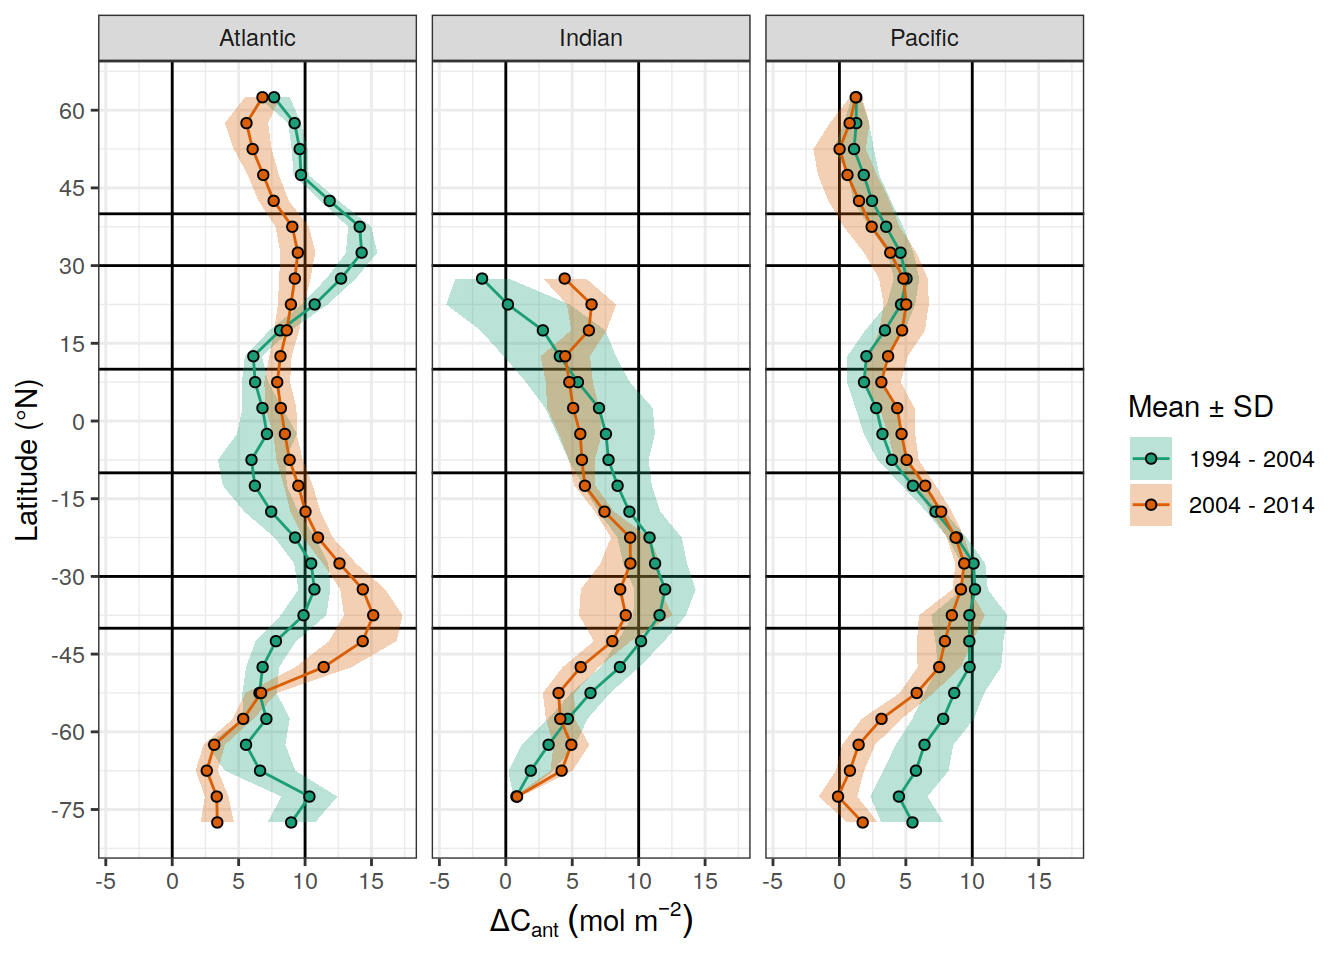 Atlantic Indian Pacific
60
45
30
15
0
-15
-30
-45
-60
-75
Latitude (°N)
-5 0 5 10 15 -5 0 5 10 15 -5 0 5 10 15
ΔCant (mol m−2)
Mean ± SD
1994 - 2004
2004 - 2014